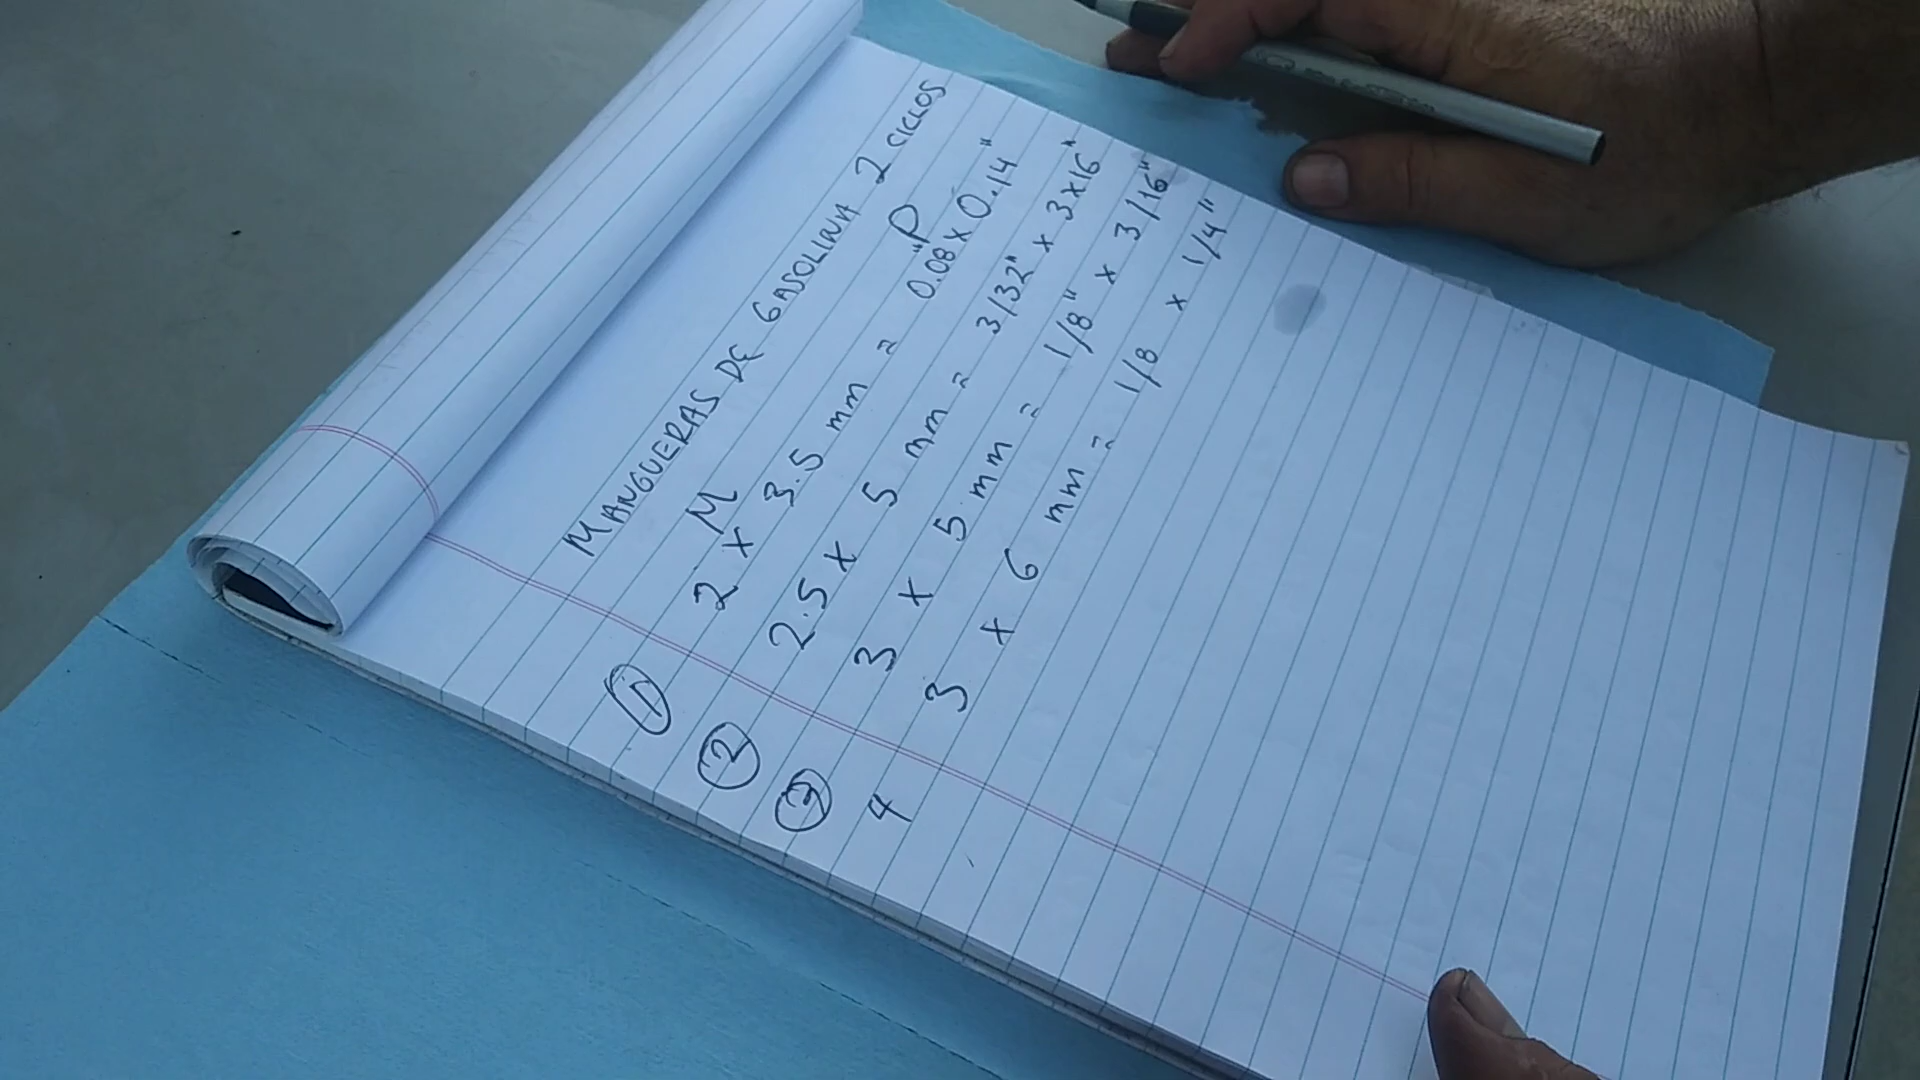 MANGUERAS DE GASOLINA 2 CICLOS
M P
1 2 x 3.5 mm = 0.08" x 0.14"
2 2.5 x 5 mm = 3/32" x 3x16"
3 3 x 5 mm = 1/8" x 3/16"
4 3 x 6 mm = 1/8 x 1/4"